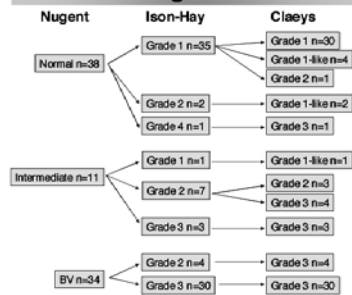 Nugent Ison-Hay Claeys
Normal n=38
Grade 1 n=35
Grade 1 n=30
Grade 1-like n=4
Grade 2 n=1
Grade 2 n=2
Grade 1-like n=2
Grade 4 n=1
Grade 3 n=1
Intermediate n=11
Grade 1 n=1
Grade 1-like n=1
Grade 2 n=7
Grade 2 n=3
Grade 3 n=4
Grade 3 n=3
Grade 3 n=3
BV n=34
Grade 2 n=4
Grade 3 n=4
Grade 3 n=30
Grade 3 n=30